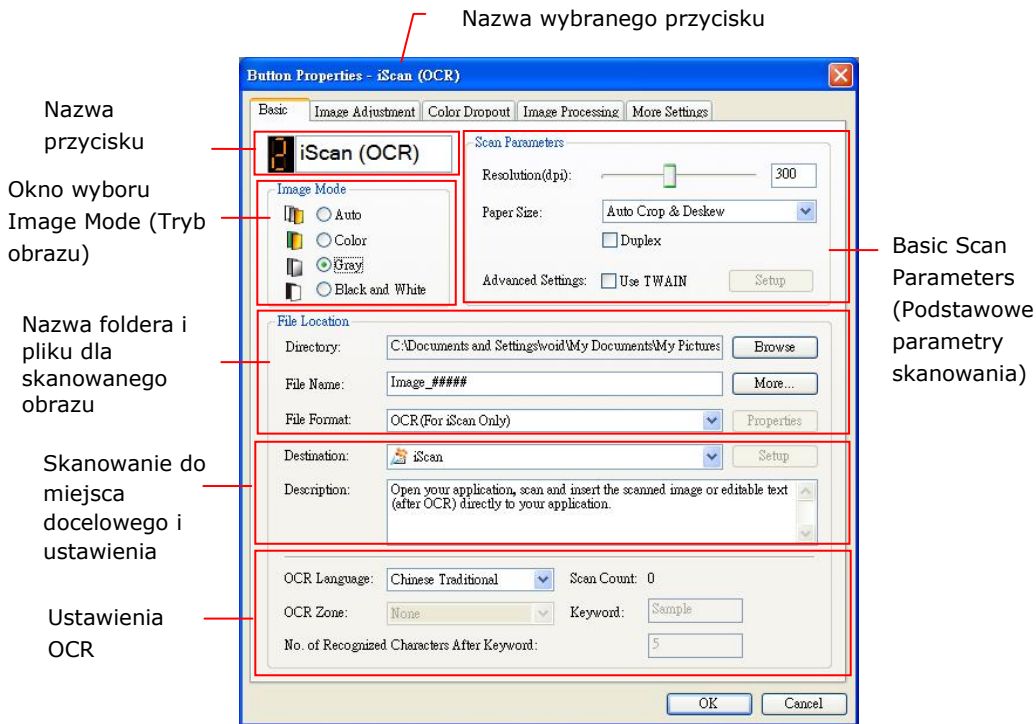 Nazwa wybranego przycisku
Button Properties - iScan (OCR)
Basic
Image Adjustment
Color Dropout
Image Processing
More Settings
Nazwa
przycisku
2
iScan (OCR)
Okno wyboru
Image Mode (Tryb
obrazu)
Image Mode
Auto
Color
Gray
Black and White
Scan Parameters
Resolution(dpi):
300
Paper Size:
Auto Crop & Deskew
Duplex
Advanced Settings:
Use TWAIN
Setup
Basic Scan
Parameters
(Podstawowe
parametry
skanowania)
Nazwa foldera i
pliku dla
skanowanego
obrazu
File Location
Directory:
C:\Documents and Settings\void\My Documents\My Pictures
Browse
File Name:
Image_#####
More...
File Format:
OCR(For iScan Only)
Properties
Skanowanie do
miejsca
docelowego i
ustawienia
Destination:
iScan
Setup
Description:
Open your application, scan and insert the scanned image or editable text
(after OCR) directly to your application.
Ustawienia
OCR
OCR Language:
Chinese Traditional
Scan Count: 0
OCR Zone:
None
Keyword:
Sample
No. of Recognized Characters After Keyword:
5
OK
Cancel